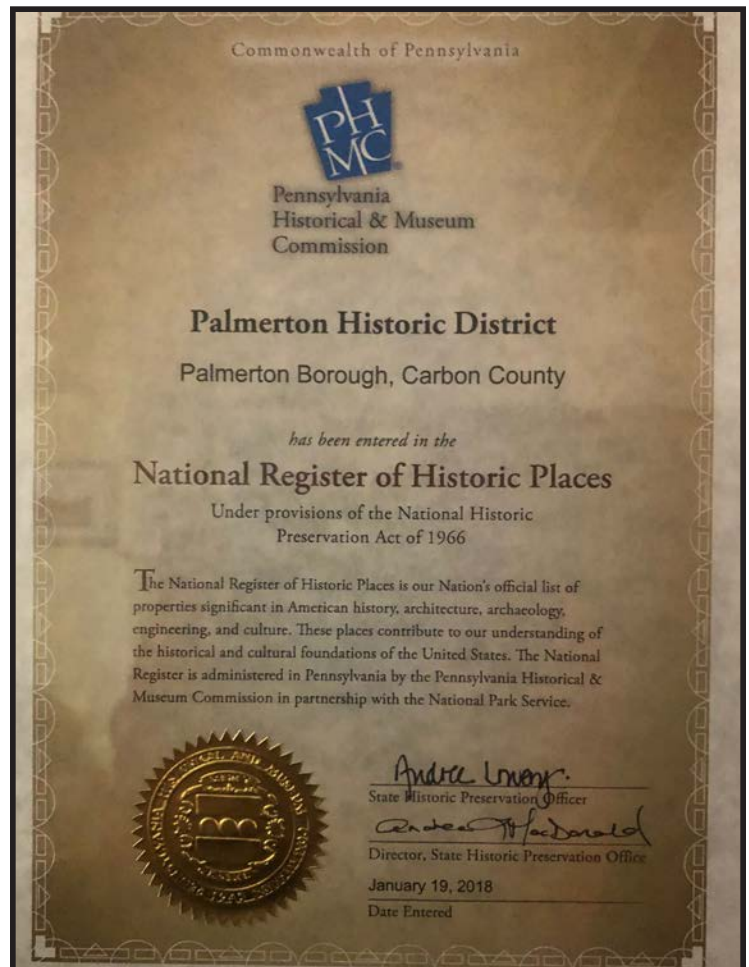 Commonwealth of Pennsylvania
PH
MC
Pennsylvania
Historical & Museum
Commission
Palmerton Historic District
Palmerton Borough, Carbon County
has been entered in the
National Register of Historic Places
Under provisions of the National Historic
Preservation Act of 1966
The National Register of Historic Places is our Nation's official list of
properties significant in American history, architecture, archaeology,
engineering, and culture. These places contribute to our understanding of
the historical and cultural foundations of the United States. The National
Register is administered in Pennsylvania by the Pennsylvania Historical &
Museum Commission in partnership with the National Park Service.
State Historic Preservation Officer
Andrea MacDonald
Director, State Historic Preservation Office
January 19, 2018
Date Entered